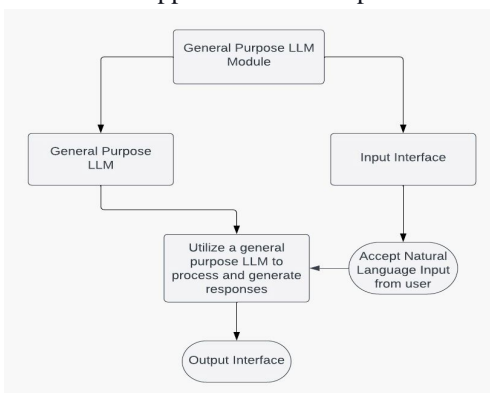 General Purpose LLM
Module
General Purpose
LLM
Input Interface
Utilize a general
purpose LLM to
process and generate
responses
Accept Natural
Language Input
from user
Output Interface